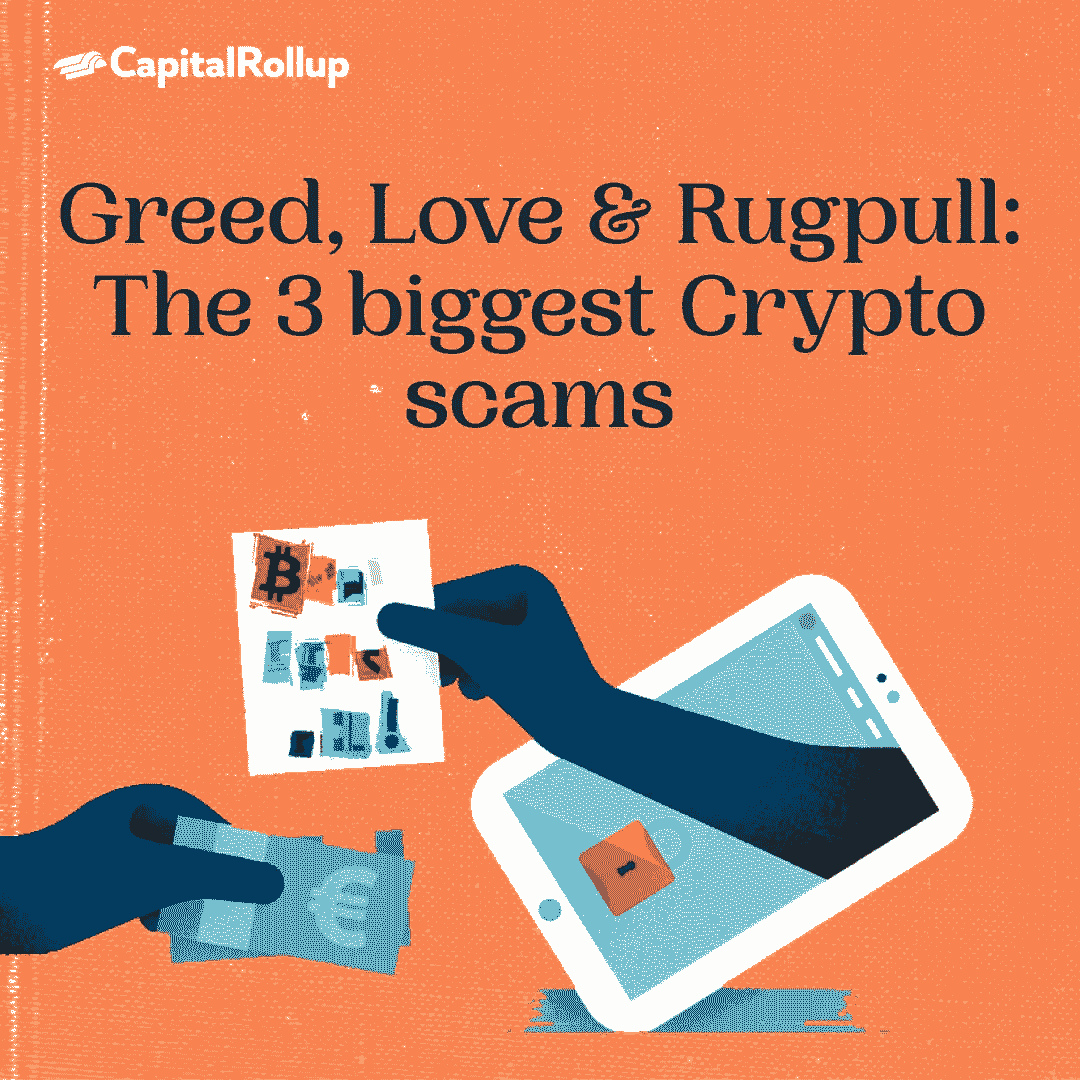 CapitalRollup
Greed, Love & Rugpull:
The 3 biggest Crypto
scams
₿
€